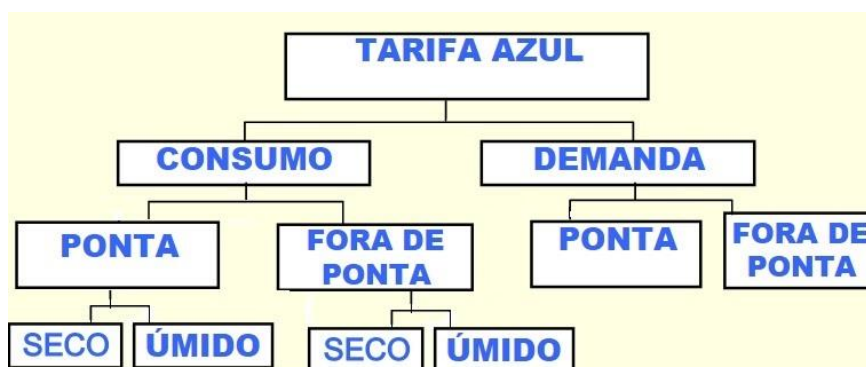 TARIFA AZUL
CONSUMO
DEMANDA
PONTA
FORA DE
PONTA
PONTA
FORA DE
PONTA
SECO
ÚMIDO
SECO
ÚMIDO